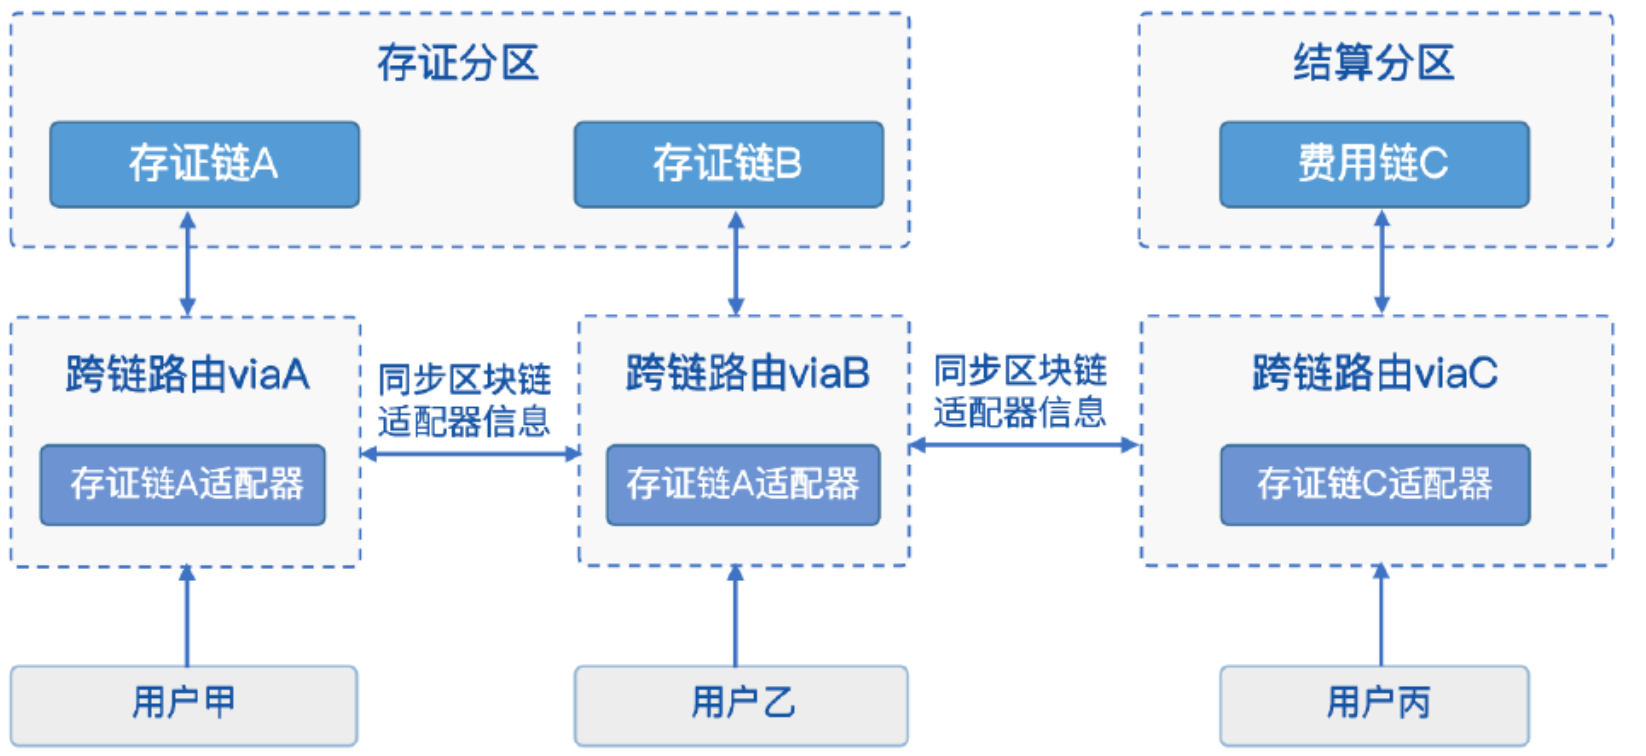 存证分区
结算分区
存证链A
存证链B
费用链C
跨链路由viaA
同步区块链
适配器信息
跨链路由viaB
同步区块链
适配器信息
跨链路由viaC
存证链A适配器
存证链A适配器
存证链C适配器
用户甲
用户乙
用户丙